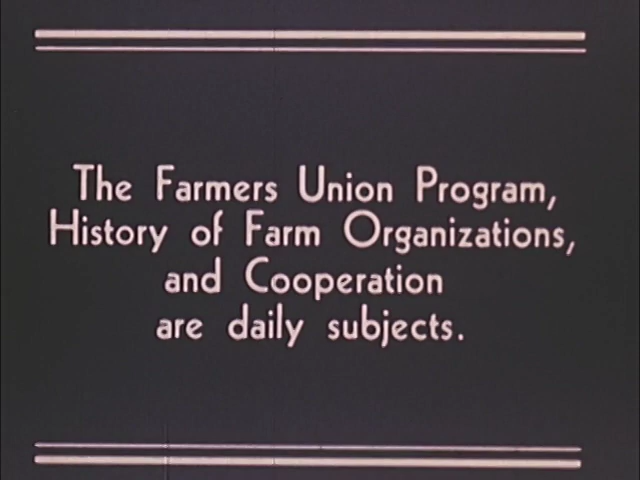 The Farmers Union Program,
History of Farm Organizations,
and Cooperation
are daily subjects.